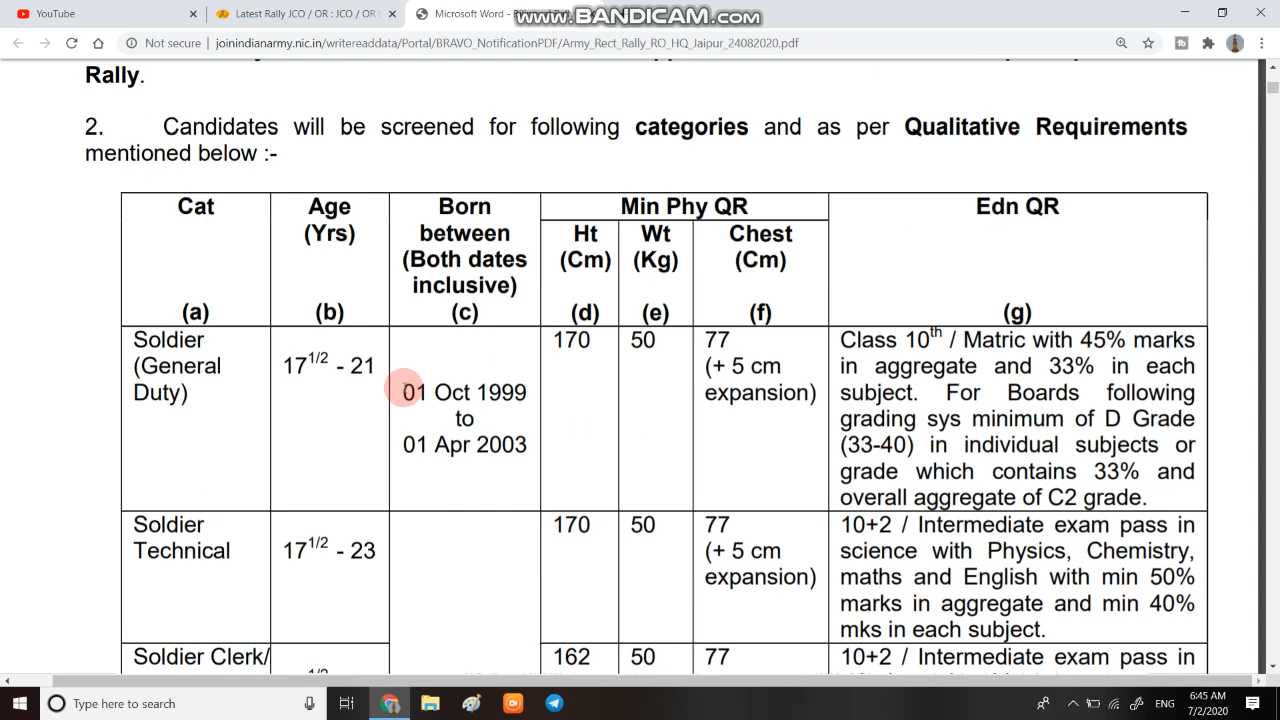 YouTube
Latest Rally JCO / OR : JCO / OR
Microsoft Word -
www.BANDICAM.com
Not secure
joinindianarmy.nic.in/writereaddata/Portal/BRAVO_NotificationPDF/Army_Rect_Rally_RO_HQ_Jaipur_24082020.pdf
Rally.
2. Candidates will be screened for following categories and as per Qualitative Requirements
mentioned below :-
Cat
(a)
Age
(Yrs)
(b)
Born
between
(Both dates
inclusive)
(c)
Min Phy QR
Ht
(Cm)
(d)
Wt
(Kg)
(e)
Chest
(Cm)
(f)
Edn QR
(g)
Soldier
(General
Duty)
17 1/2 - 21
01 Oct 1999
to
01 Apr 2003
170
50
77
(+ 5 cm
expansion)
Class 10th / Matric with 45% marks
in aggregate and 33% in each
subject. For Boards following
grading sys minimum of D Grade
(33-40) in individual subjects or
grade which contains 33% and
overall aggregate of C2 grade.
Soldier
Technical
17 1/2 - 23
170
50
77
(+ 5 cm
expansion)
10+2 / Intermediate exam pass in
science with Physics, Chemistry,
maths and English with min 50%
marks in aggregate and min 40%
mks in each subject.
Soldier Clerk/
162
50
77
10+2 / Intermediate exam pass in
Type here to search
ENG
6:45 AM
7/2/2020